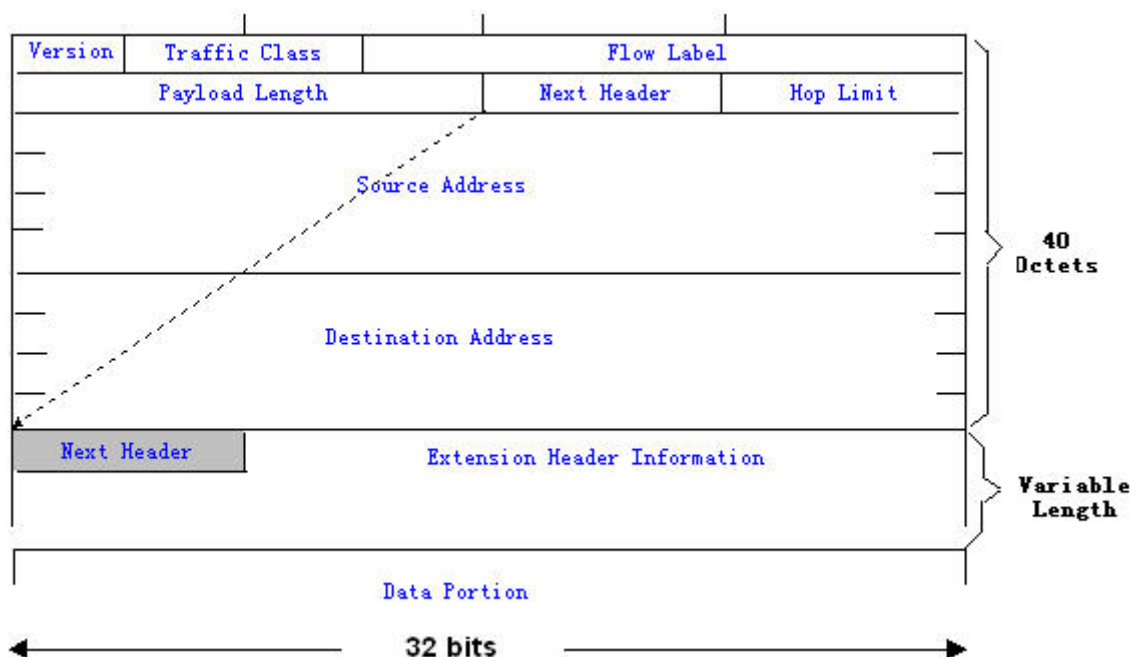 Version Traffic Class Flow Label
Payload Length Next Header Hop Limit
Source Address
40
Octets
Destination Address
Next Header Extension Header Information
Variable
Length
Data Portion
32 bits